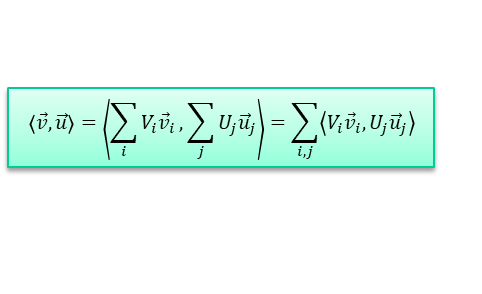 ⟨v⃗, u⃗⟩ = ⟨∑_i V_i v⃗_i , ∑_j U_j u⃗_j⟩ = ∑_{i,j} ⟨V_i v⃗_i, U_j u⃗_j⟩